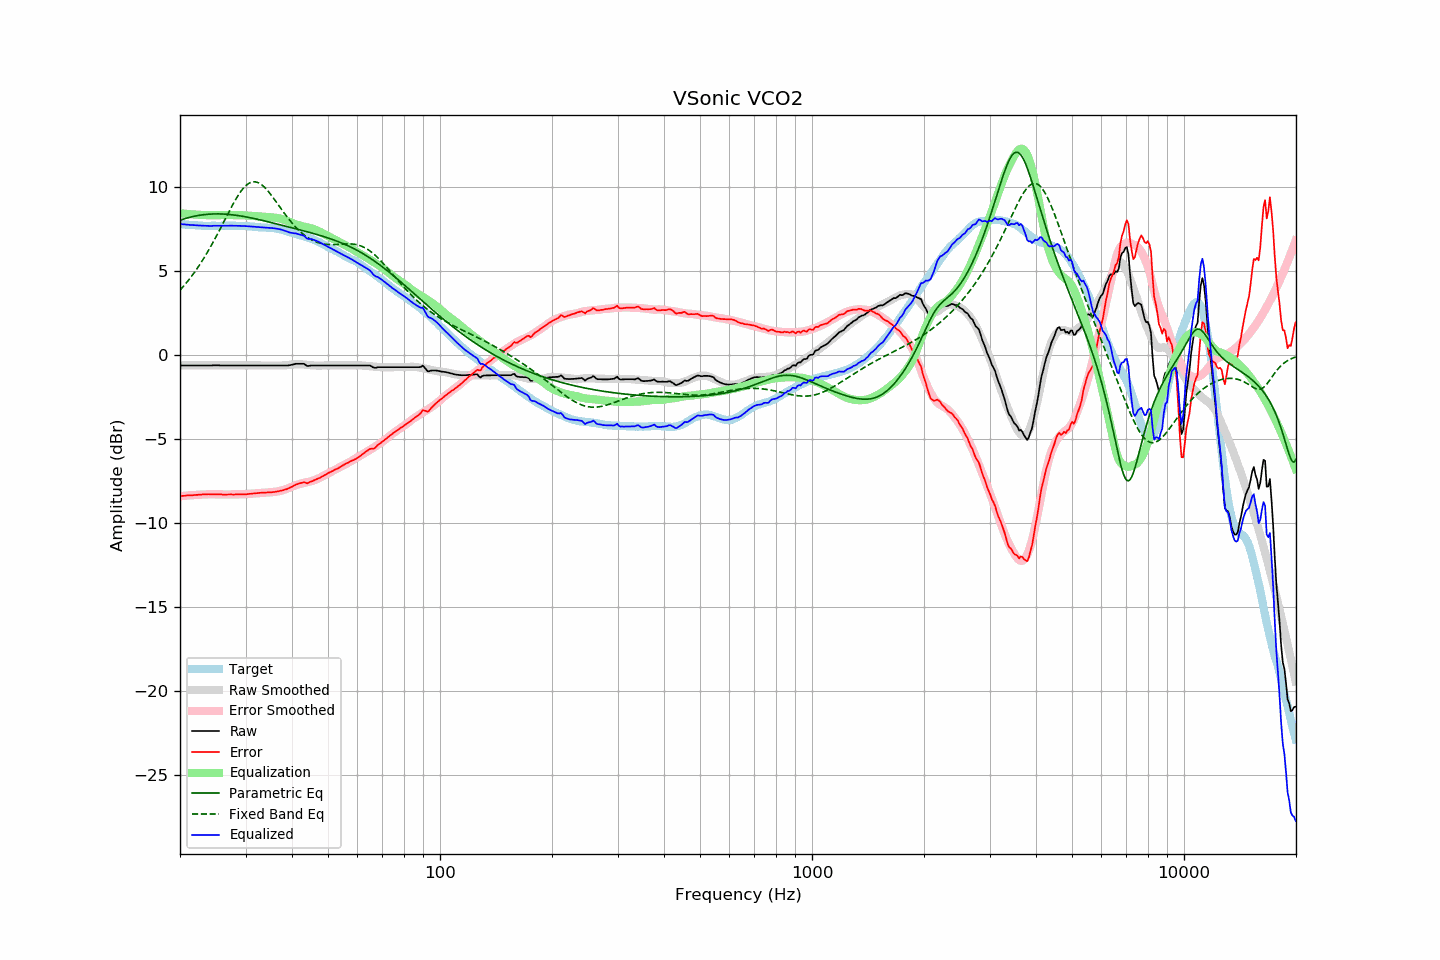 VSonic VCO2
10
5
0
−5
−10
−15
−20
−25
Amplitude (dBr)
Target
Raw Smoothed
Error Smoothed
Raw
Error
Equalization
Parametric Eq
Fixed Band Eq
Equalized
100
1000
10000
Frequency (Hz)